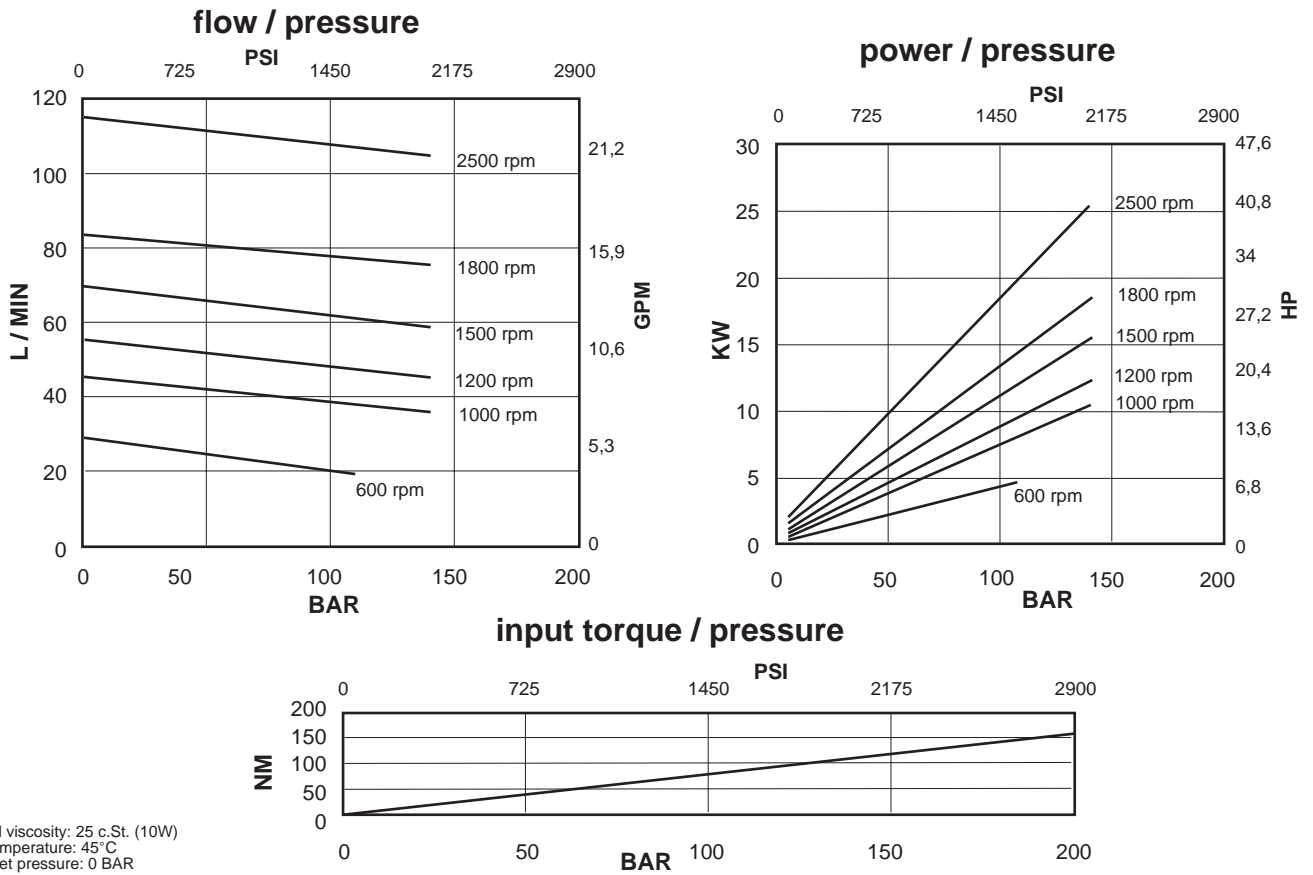 flow / pressure
PSI
0 725 1450 2175 2900
120
100
80
60
40
20
0
L / MIN
2500 rpm
1800 rpm
1500 rpm
1200 rpm
1000 rpm
600 rpm
21,2
15,9
10,6
5,3
0
GPM
0 50 100 150 200
BAR
power / pressure
PSI
0 725 1450 2175 2900
30
25
20
15
10
5
0
KW
2500 rpm
1800 rpm
1500 rpm
1200 rpm
1000 rpm
600 rpm
47,6
40,8
34
27,2
20,4
13,6
6,8
0
HP
0 50 100 150 200
BAR
input torque / pressure
PSI
0 725 1450 2175 2900
200
150
100
50
0
NM
0 50 100 150 200
BAR
viscosity: 25 c.St. (10W)
mperature: 45°C
et pressure: 0 BAR